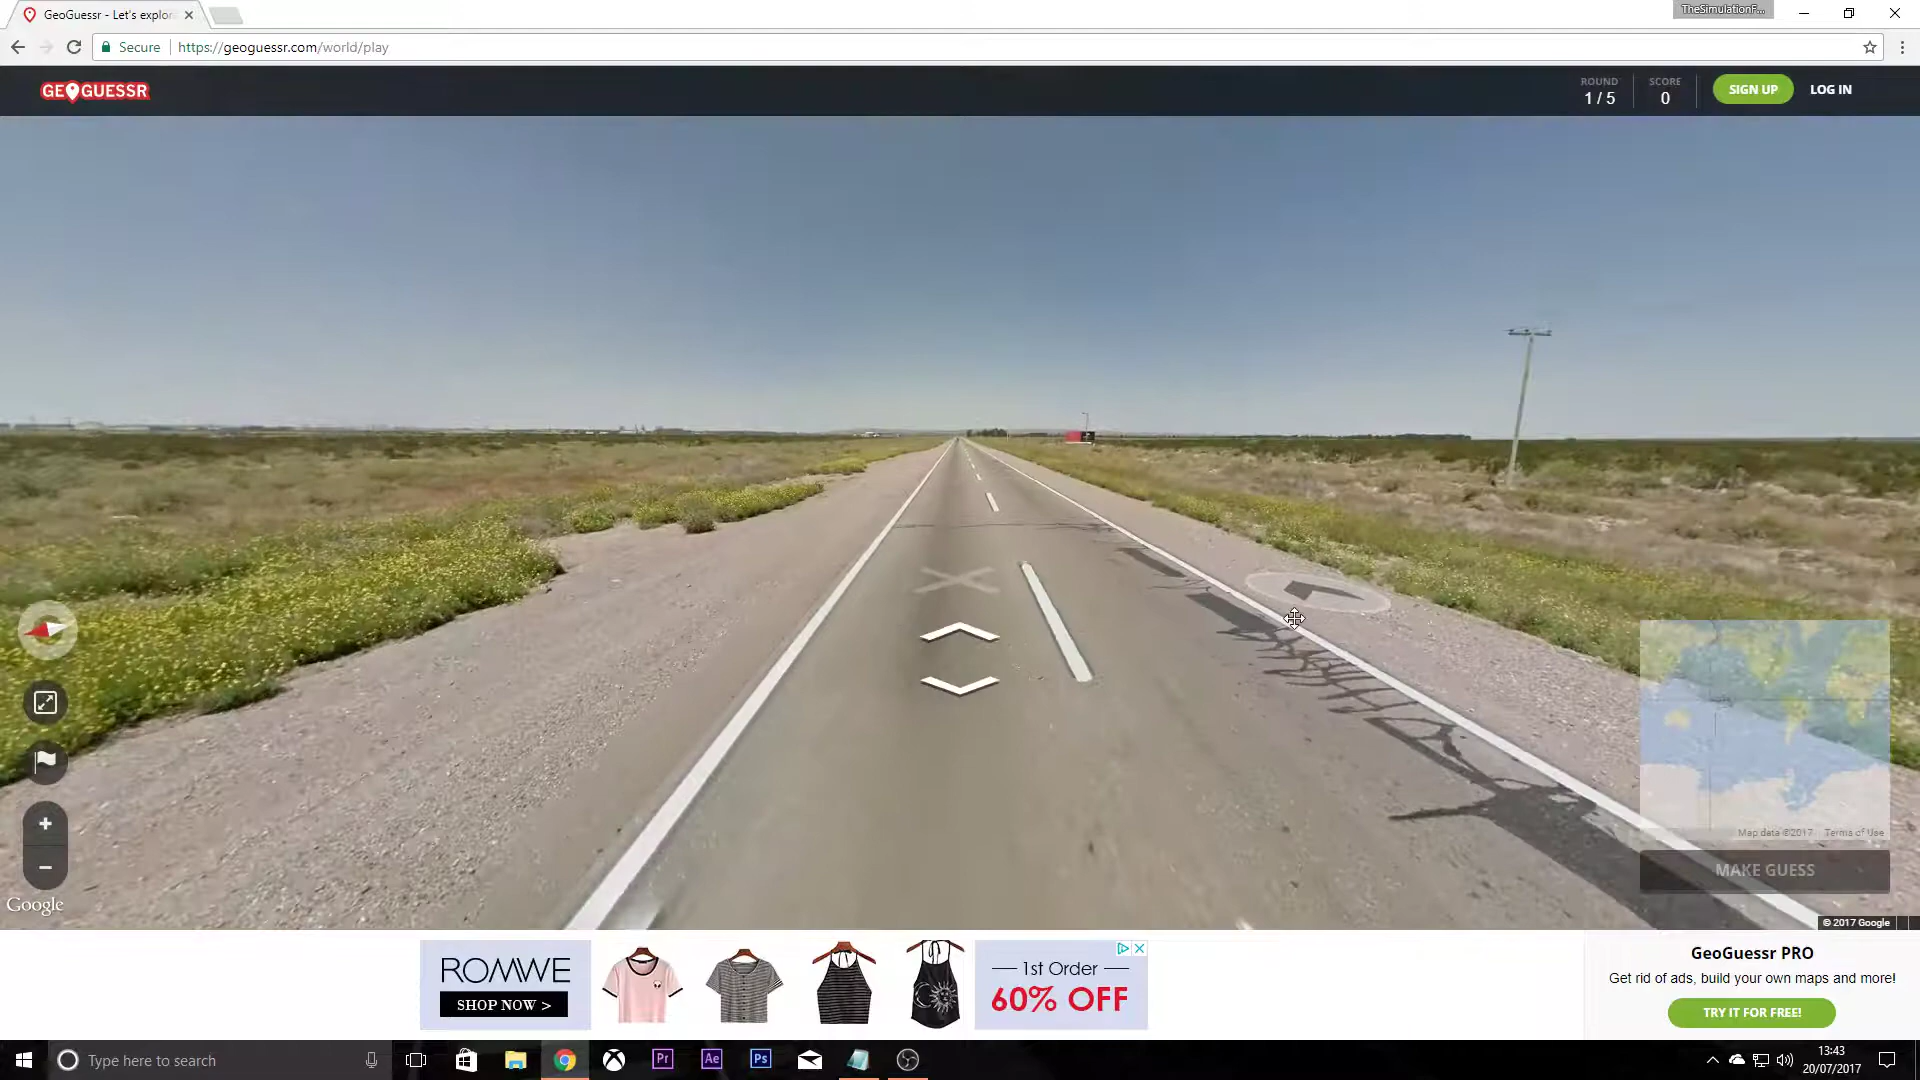 GeoGuessr - Let's explor
TheSimulationF...
Secure
https://geoguessr.com/world/play
GEOGUESSR
ROUND
1 / 5
SCORE
0
SIGN UP
LOG IN
Map data ©2017
Terms of Use
MAKE GUESS
Google
© 2017 Google
ROMWE
SHOP NOW >
1st Order
60% OFF
GeoGuessr PRO
Get rid of ads, build your own maps and more!
TRY IT FOR FREE!
Type here to search
Pr
Ae
Ps
13:43
20/07/2017